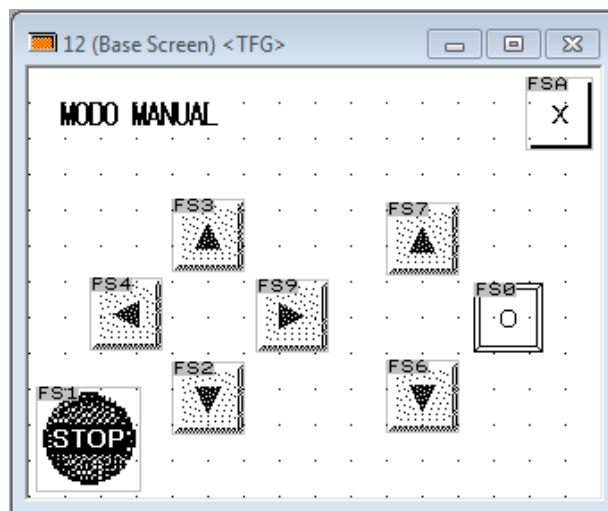 12 (Base Screen) <TFG>
FSA
X
MODO MANUAL
FS3
FS7
FS4
FS9
FS0
O
FS2
FS6
FS1
STOP